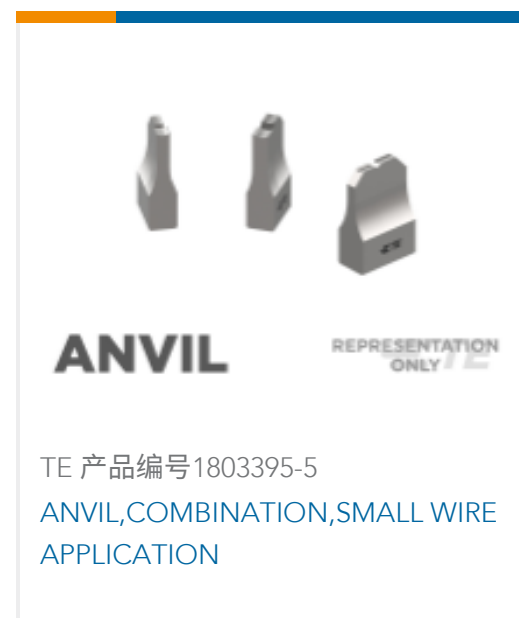 ANVIL
REPRESENTATION
ONLY
TE
TE 产品编号1803395-5
ANVIL,COMBINATION,SMALL WIRE
APPLICATION